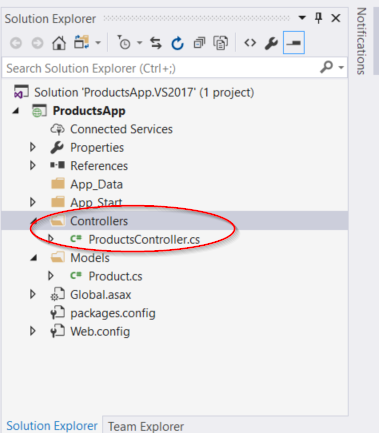 Solution Explorer
Search Solution Explorer (Ctrl+;)
Solution 'ProductsApp.VS2017' (1 project)
ProductsApp
Connected Services
Properties
References
App_Data
App_Start
Controllers
C# ProductsController.cs
Models
C# Product.cs
Global.asax
packages.config
Web.config
Solution Explorer Team Explorer
Notifications